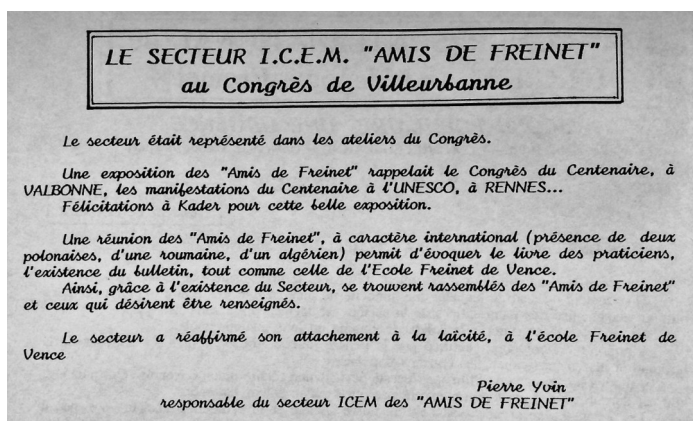 LE SECTEUR I.C.E.M. "AMIS DE FREINET"
au Congrès de Villeurbanne
Le secteur était représenté dans les ateliers du Congrès.
Une exposition des "Amis de Freinet" rappelait le Congrès du Centenaire, à
VALBONNE, les manifestations du Centenaire à l'UNESCO, à RENNES...
Félicitations à Kader pour cette belle exposition.
Une réunion des "Amis de Freinet", à caractère international (présence de deux
polonaises, d'une roumaine, d'un algérien) permit d'évoquer le livre des praticiens,
l'existence du bulletin, tout comme celle de l'Ecole Freinet de Vence.
Ainsi, grâce à l'existence du Secteur, se trouvent rassemblés des "Amis de Freinet"
et ceux qui désirent être renseignés.
Le secteur a réaffirmé son attachement à la laïcité, à l'école Freinet de
Vence
Pierre Yvin
responsable du secteur ICEM des "AMIS DE FREINET"